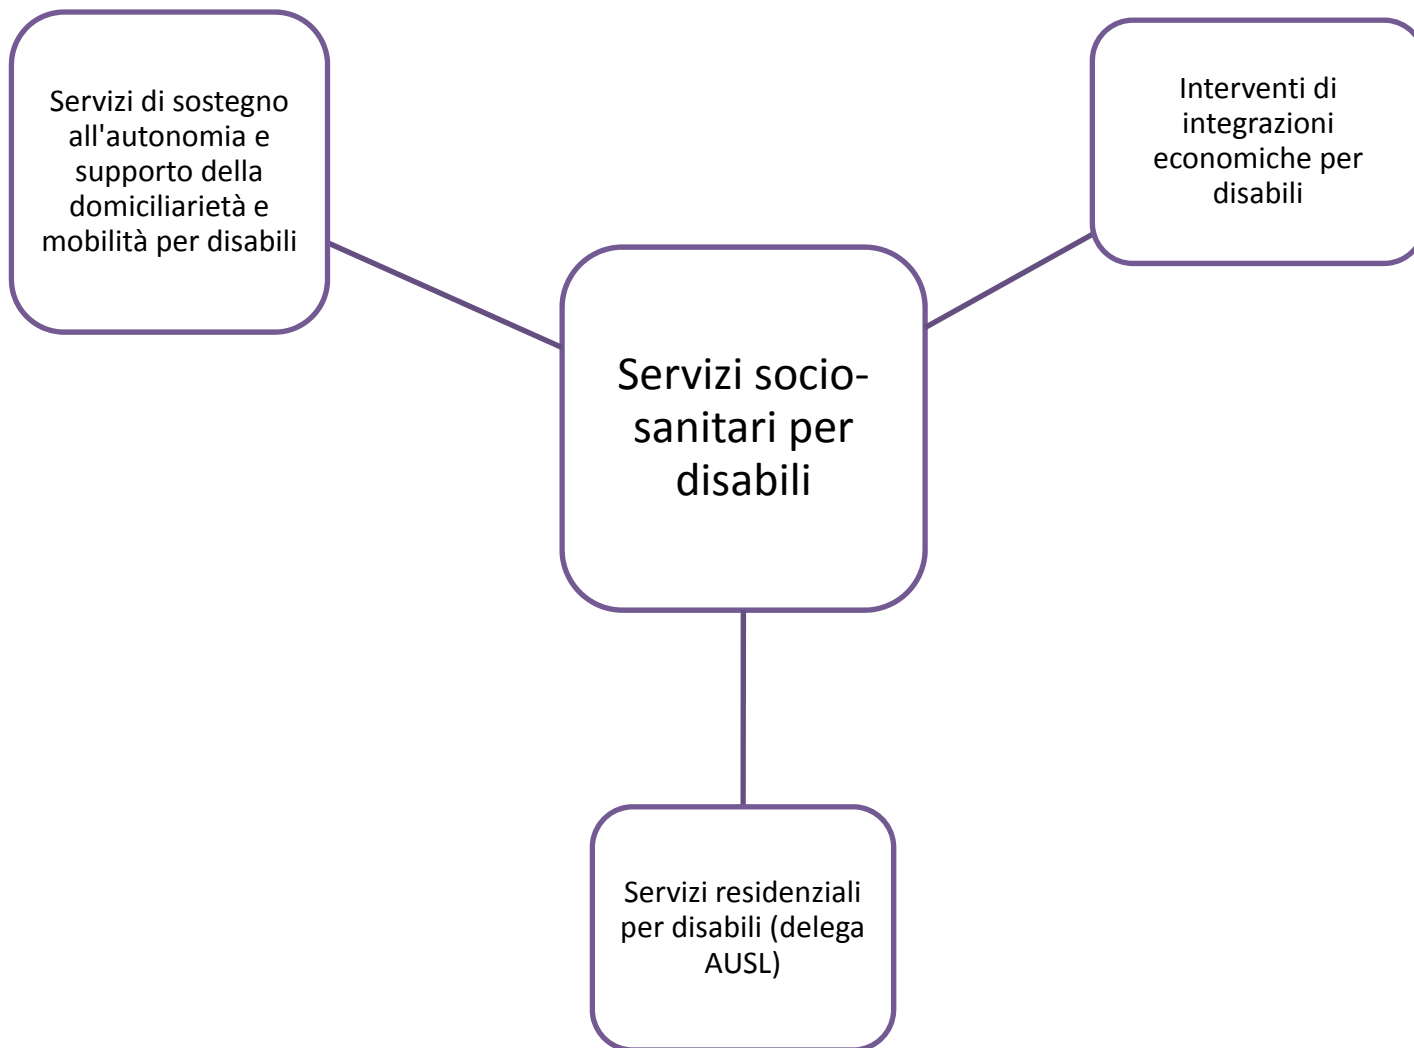 Servizi di sostegno
all'autonomia e
supporto della
domiciliarietà e
mobilità per disabili
Interventi di
integrazioni
economiche per
disabili
Servizi socio-
sanitari per
disabili
Servizi residenziali
per disabili (delega
AUSL)